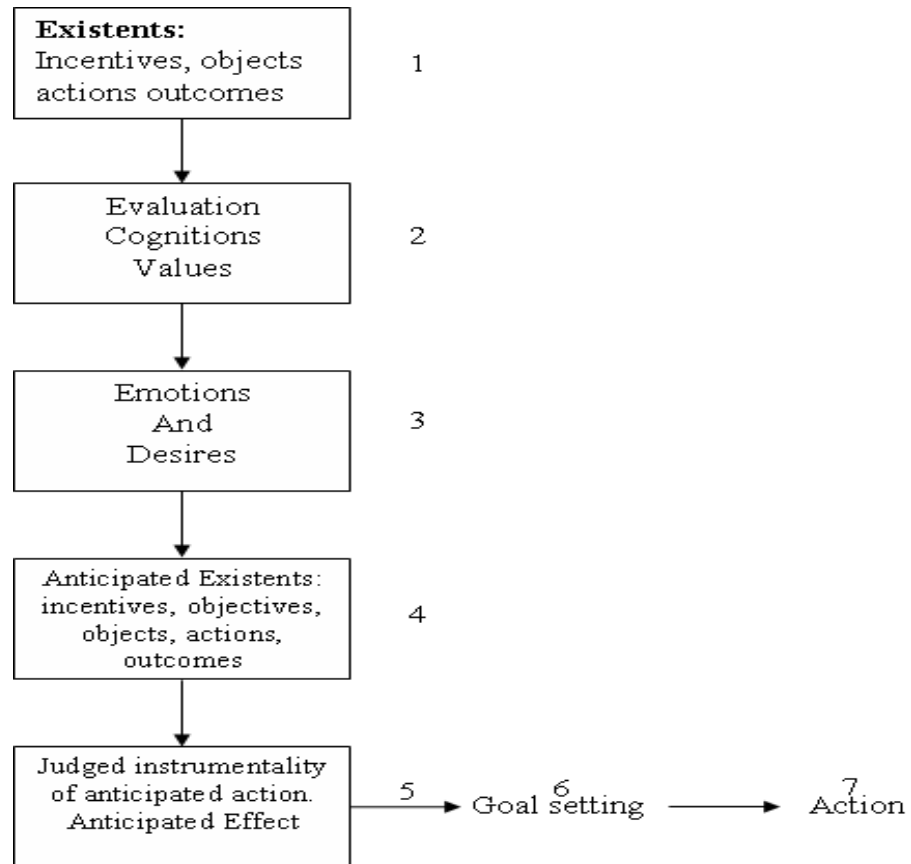 Existents:
Incentives, objects
actions outcomes
1
Evaluation
Cognitions
Values
2
Emotions
And
Desires
3
Anticipated Existents:
incentives, objectives,
objects, actions,
outcomes
4
Judged instrumentality
of anticipated action.
Anticipated Effect
5
6
Goal setting
7
Action